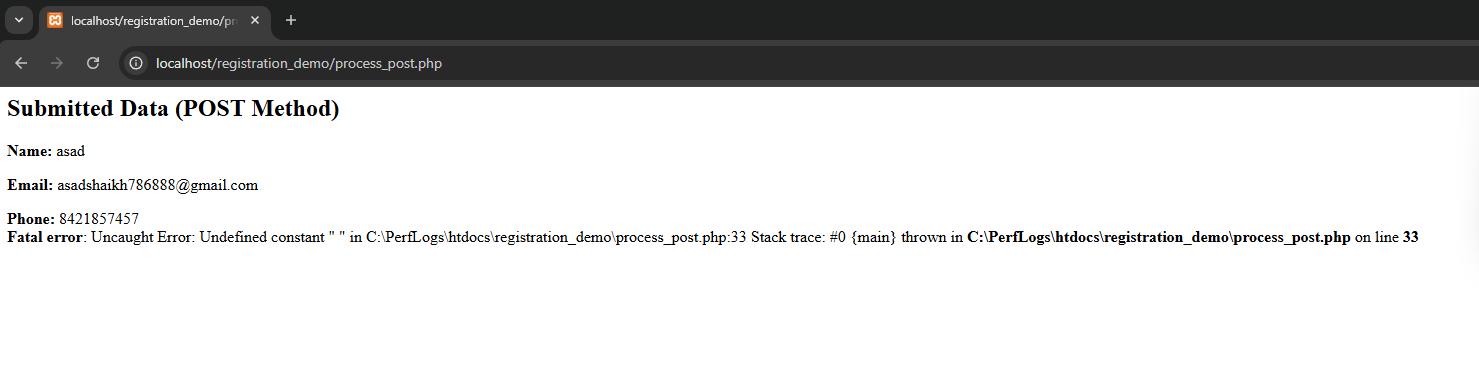 localhost/registration_demo/pr
localhost/registration_demo/process_post.php
Submitted Data (POST Method)
Name: asad
Email: asadshaikh786888@gmail.com
Phone: 8421857457
Fatal error: Uncaught Error: Undefined constant " " in C:\PerfLogs\htdocs\registration_demo\process_post.php:33 Stack trace: #0 {main} thrown in C:\PerfLogs\htdocs\registration_demo\process_post.php on line 33